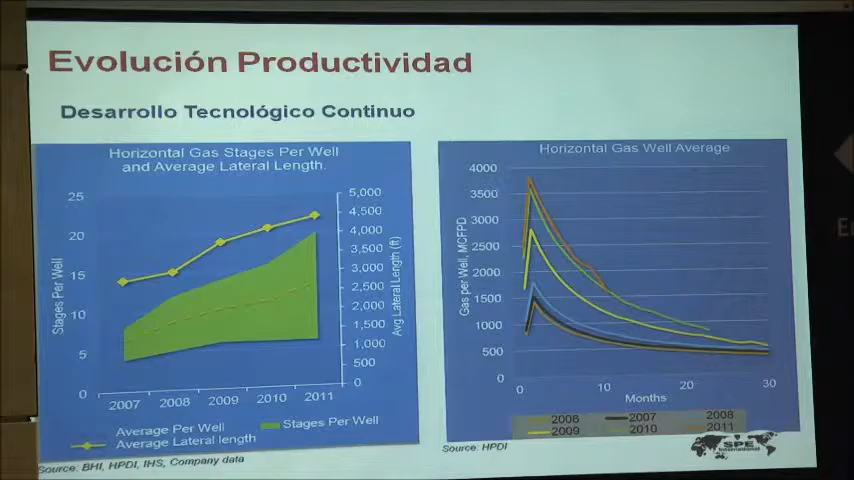 Evolución Productividad
Desarrollo Tecnológico Continuo
Horizontal Gas Stages Per Well
and Average Lateral Length.
25
20
15
10
5
0
Stages Per Well
5,000
4,500
4,000
3,500
3,000
2,500
2,000
1,500
1,000
500
0
Avg Lateral Length (ft)
2007 2008 2009 2010 2011
Average Per Well
Stages Per Well
Average Lateral length
Source: BHI, HPDI, IHS, Company data
Horizontal Gas Well Average
4000
3500
3000
2500
2000
1500
1000
500
0
Gas per Well, MCFPD
0 10 20 30
Months
2006 2007 2008
2009 2010 2011
Source: HPDI
SPE
International